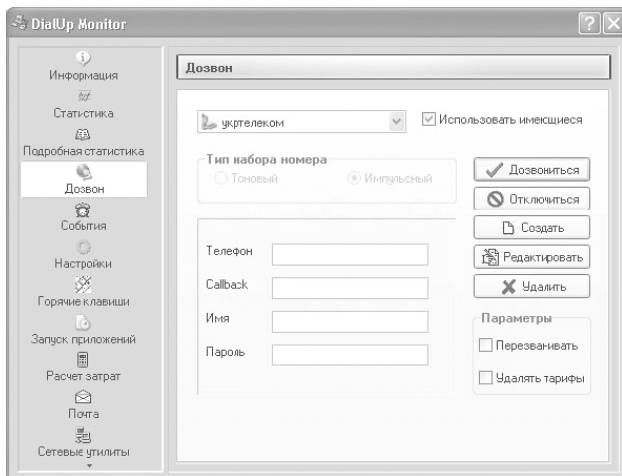 DialUp Monitor
Информация
Статистика
Подробная статистика
Дозвон
События
Настройки
Горячие клавиши
Запуск приложений
Расчет затрат
Почта
Сетевые утилиты
Дозвон
укртелеком
Использовать имеющиеся
Тип набора номера
Тоновый
Импульсный
Телефон
Callback
Имя
Пароль
Дозвониться
Отключиться
Создать
Редактировать
Удалить
Параметры
Перезванивать
Удалять тарифы